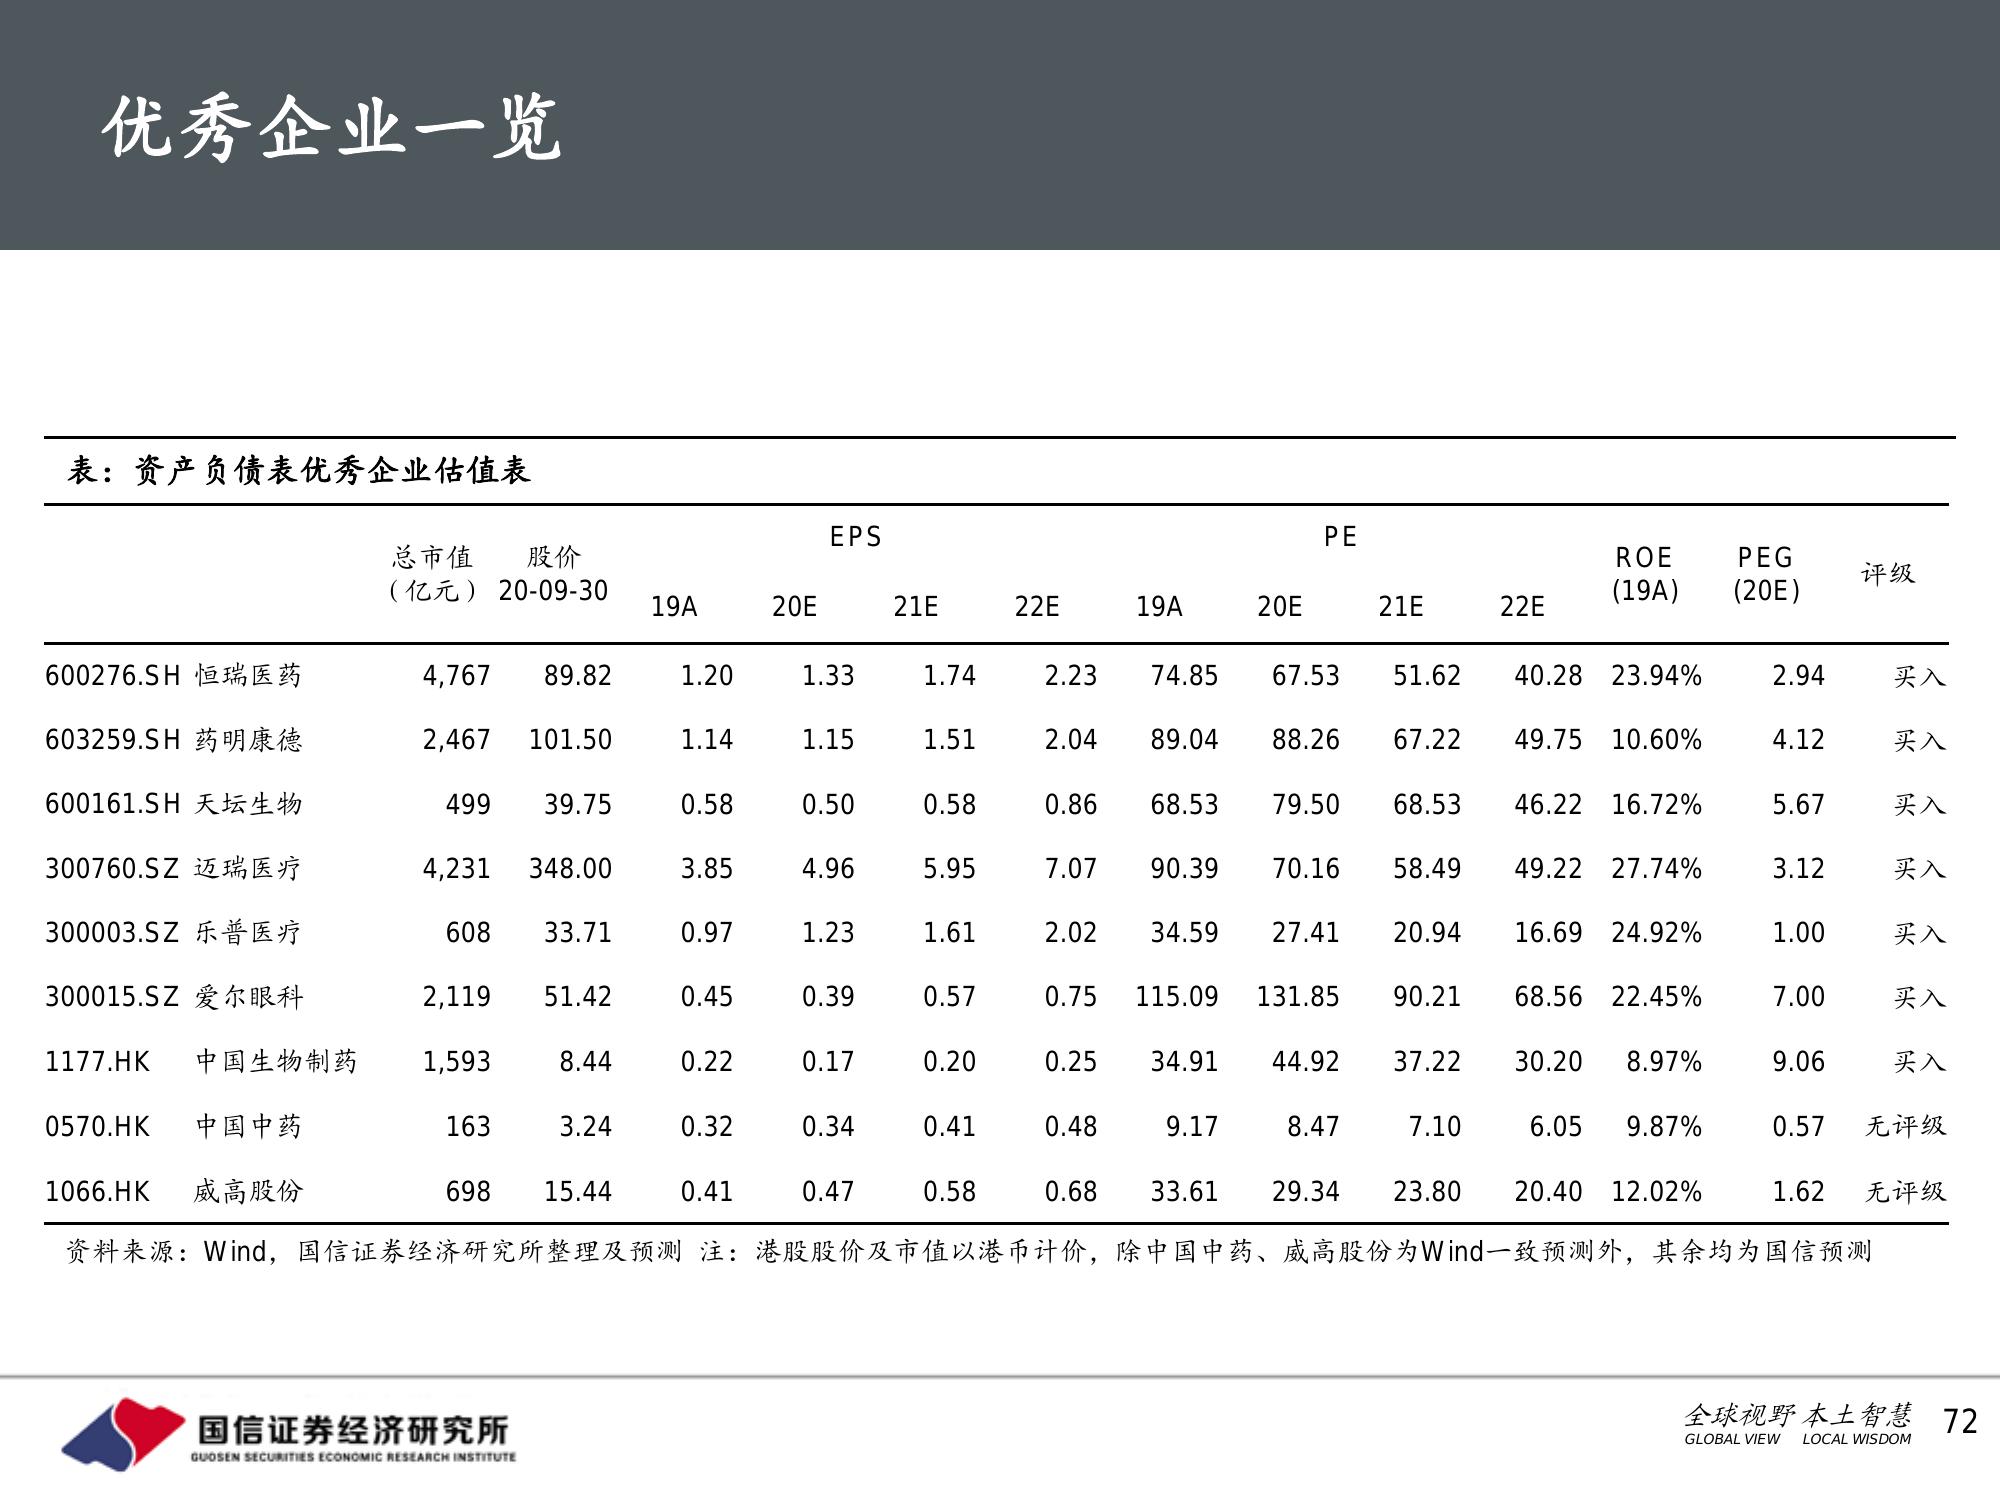 优秀企业一览
表：资产负债表优秀企业估值表
总市值（亿元） 股价 20-09-30 EPS PE ROE (19A) PEG (20E) 评级
19A 20E 21E 22E 19A 20E 21E 22E
600276.SH 恒瑞医药 4,767 89.82 1.20 1.33 1.74 2.23 74.85 67.53 51.62 40.28 23.94% 2.94 买入
603259.SH 药明康德 2,467 101.50 1.14 1.15 1.51 2.04 89.04 88.26 67.22 49.75 10.60% 4.12 买入
600161.SH 天坛生物 499 39.75 0.58 0.50 0.58 0.86 68.53 79.50 68.53 46.22 16.72% 5.67 买入
300760.SZ 迈瑞医疗 4,231 348.00 3.85 4.96 5.95 7.07 90.39 70.16 58.49 49.22 27.74% 3.12 买入
300003.SZ 乐普医疗 608 33.71 0.97 1.23 1.61 2.02 34.59 27.41 20.94 16.69 24.92% 1.00 买入
300015.SZ 爱尔眼科 2,119 51.42 0.45 0.39 0.57 0.75 115.09 131.85 90.21 68.56 22.45% 7.00 买入
1177.HK 中国生物制药 1,593 8.44 0.22 0.17 0.20 0.25 34.91 44.92 37.22 30.20 8.97% 9.06 买入
0570.HK 中国中药 163 3.24 0.32 0.34 0.41 0.48 9.17 8.47 7.10 6.05 9.87% 0.57 无评级
1066.HK 威高股份 698 15.44 0.41 0.47 0.58 0.68 33.61 29.34 23.80 20.40 12.02% 1.62 无评级
资料来源：Wind，国信证券经济研究所整理及预测 注：港股股价及市值以港币计价，除中国中药、威高股份为Wind一致预测外，其余均为国信预测
国信证券经济研究所
GUOSEN SECURITIES ECONOMIC RESEARCH INSTITUTE
全球视野 本土智慧
GLOBAL VIEW LOCAL WISDOM
72